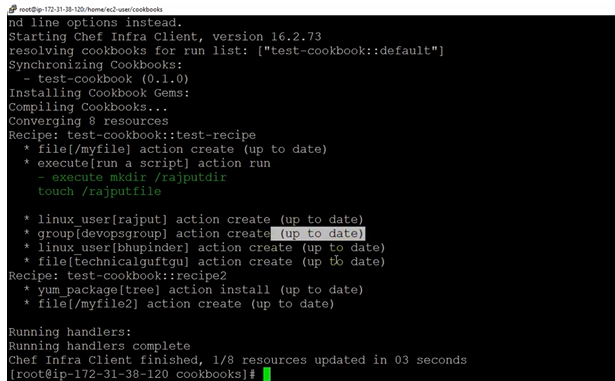 root@ip-172-31-38-120:/home/ec2-user/cookbooks
nd line options instead.
Starting Chef Infra Client, version 16.2.73
resolving cookbooks for run list: ["test-cookbook::default"]
Synchronizing Cookbooks:
- test-cookbook (0.1.0)
Installing Cookbook Gems:
Compiling Cookbooks...
Converging 8 resources
Recipe: test-cookbook::test-recipe
* file[/myfile] action create (up to date)
* execute[run a script] action run
- execute mkdir /rajputdir
touch /rajputfile
* linux_user[rajput] action create (up to date)
* group[devopsgroup] action create (up to date)
* linux_user[bhupinder] action create (up to date)
* file[technicalguftgu] action create (up to date)
Recipe: test-cookbook::recipe2
* yum_package[tree] action install (up to date)
* file[/myfile2] action create (up to date)
Running handlers:
Running handlers complete
Chef Infra Client finished, 1/8 resources updated in 03 seconds
[root@ip-172-31-38-120 cookbooks]#